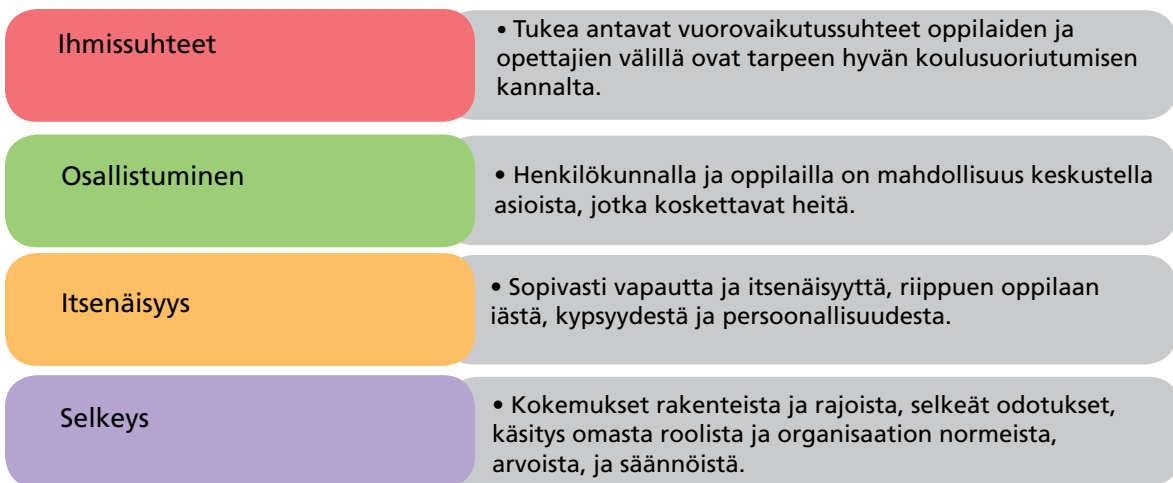 Ihmissuhteet
• Tukea antavat vuorovaikutussuhteet oppilaiden ja
opettajien välillä ovat tarpeen hyvän koulusuoriutumisen
kannalta.
Osallistuminen
• Henkilökunnalla ja oppilailla on mahdollisuus keskustella
asioista, jotka koskettavat heitä.
Itsenäisyys
• Sopivasti vapautta ja itsenäisyyttä, riippuen oppilaan
iästä, kypsyydestä ja persoonallisuudesta.
Selkeys
• Kokemukset rakenteista ja rajoista, selkeät odotukset,
käsitys omasta roolista ja organisaation normeista,
arvoista, ja säännöistä.